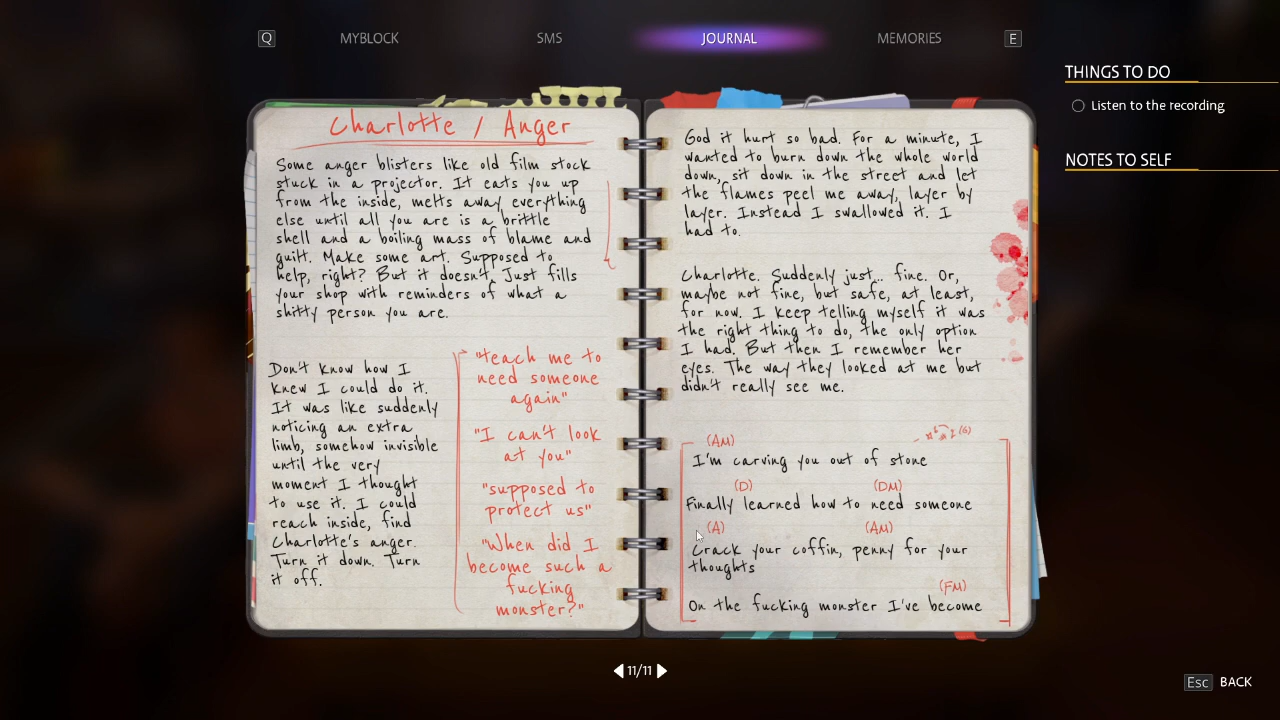 Q
MYBLOCK
SMS
JOURNAL
MEMORIES
E
THINGS TO DO
Listen to the recording
NOTES TO SELF
Charlotte / Anger
Some anger blisters like old film stock
stuck in a projector. It eats you up
from the inside, melts away everything
else until all you are is a brittle
shell and a boiling mass of blame and
guilt. Make some art. Supposed to
help, right? But it doesn't. Just fills
your shop with reminders of what a
shitty person you are.
Don't know how I
knew I could do it.
It was like suddenly
noticing an extra
limb, somehow invisible
until the very
moment I thought
to use it. I could
reach inside, find
Charlotte's anger.
Turn it down. Turn
it off.
"teach me to
need someone
again"
"I can't look
at you"
"supposed to
protect us"
"When did I
become such a
fucking
monster?"
God it hurt so bad. For a minute, I
wanted to burn down the whole world
down, sit down in the street and let
the flames peel me away, layer by
layer. Instead I swallowed it. I
had to.
Charlotte. Suddenly just... fine. Or,
maybe not fine, but safe, at least,
for now. I keep telling myself it was
the right thing to do, the only option
I had. But then I remember her
eyes. The way they looked at me but
didn't really see me.
(AM)
I'm carving you out of stone
(D) (DM)
Finally learned how to need someone
(A) (AM)
Crack your coffin, penny for your
thoughts
(FM)
On the fucking monster I've become
11/11
Esc BACK